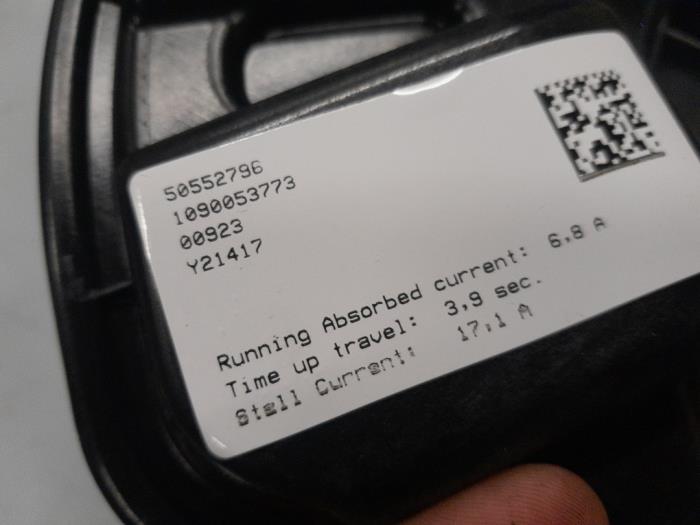 50552796
1090053773
00923
Y21417
Running Absorbed current: 6,8 A
Time up travel: 3,9 sec.
Stall Current: 17,1 A